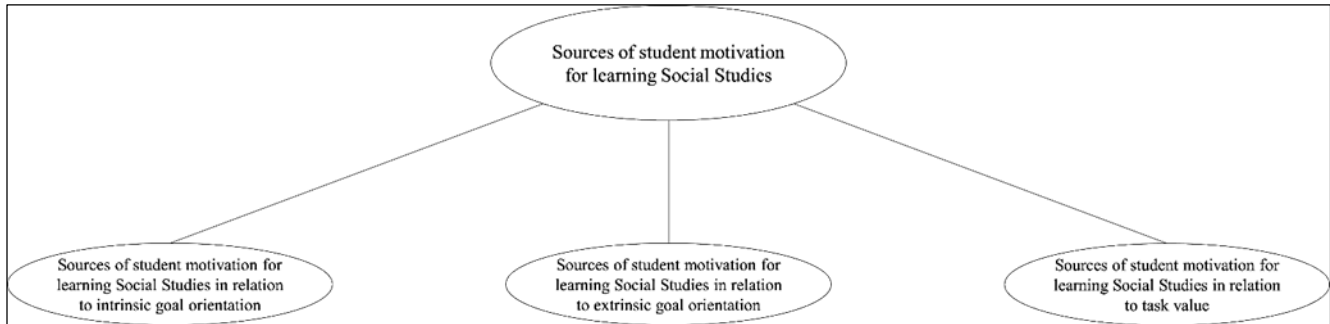 Sources of student motivation
for learning Social Studies
Sources of student motivation for
learning Social Studies in relation
to intrinsic goal orientation
Sources of student motivation for
learning Social Studies in relation
to extrinsic goal orientation
Sources of student motivation for
learning Social Studies in relation
to task value